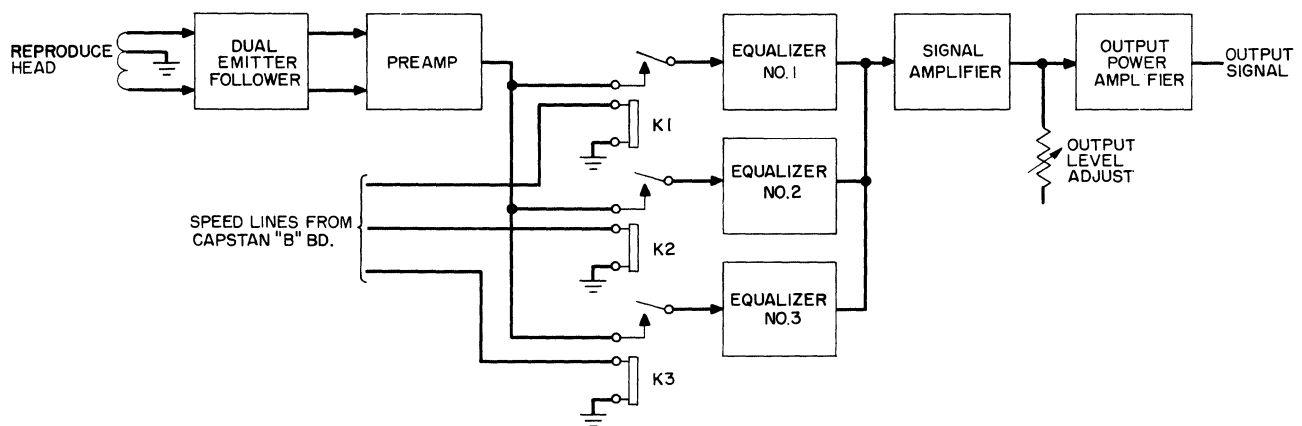 REPRODUCE
HEAD
DUAL
EMITTER
FOLLOWER
PREAMP
EQUALIZER
NO. 1
SIGNAL
AMPLIFIER
OUTPUT
POWER
AMPLIFIER
OUTPUT
SIGNAL
K1
OUTPUT
LEVEL
ADJUST
EQUALIZER
NO. 2
SPEED LINES FROM
CAPSTAN "B" BD.
K2
EQUALIZER
NO. 3
K3